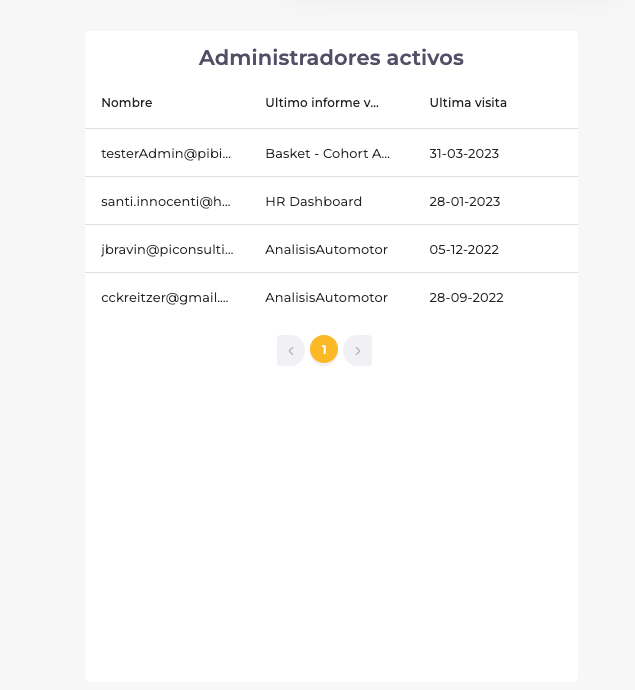 Administradores activos
Nombre Ultimo informe v... Ultima visita
testerAdmin@pibi... Basket - Cohort A... 31-03-2023
santi.innocenti@h... HR Dashboard 28-01-2023
jbravin@piconsulti... AnalisisAutomotor 05-12-2022
cckreitzer@gmail.... AnalisisAutomotor 28-09-2022
1